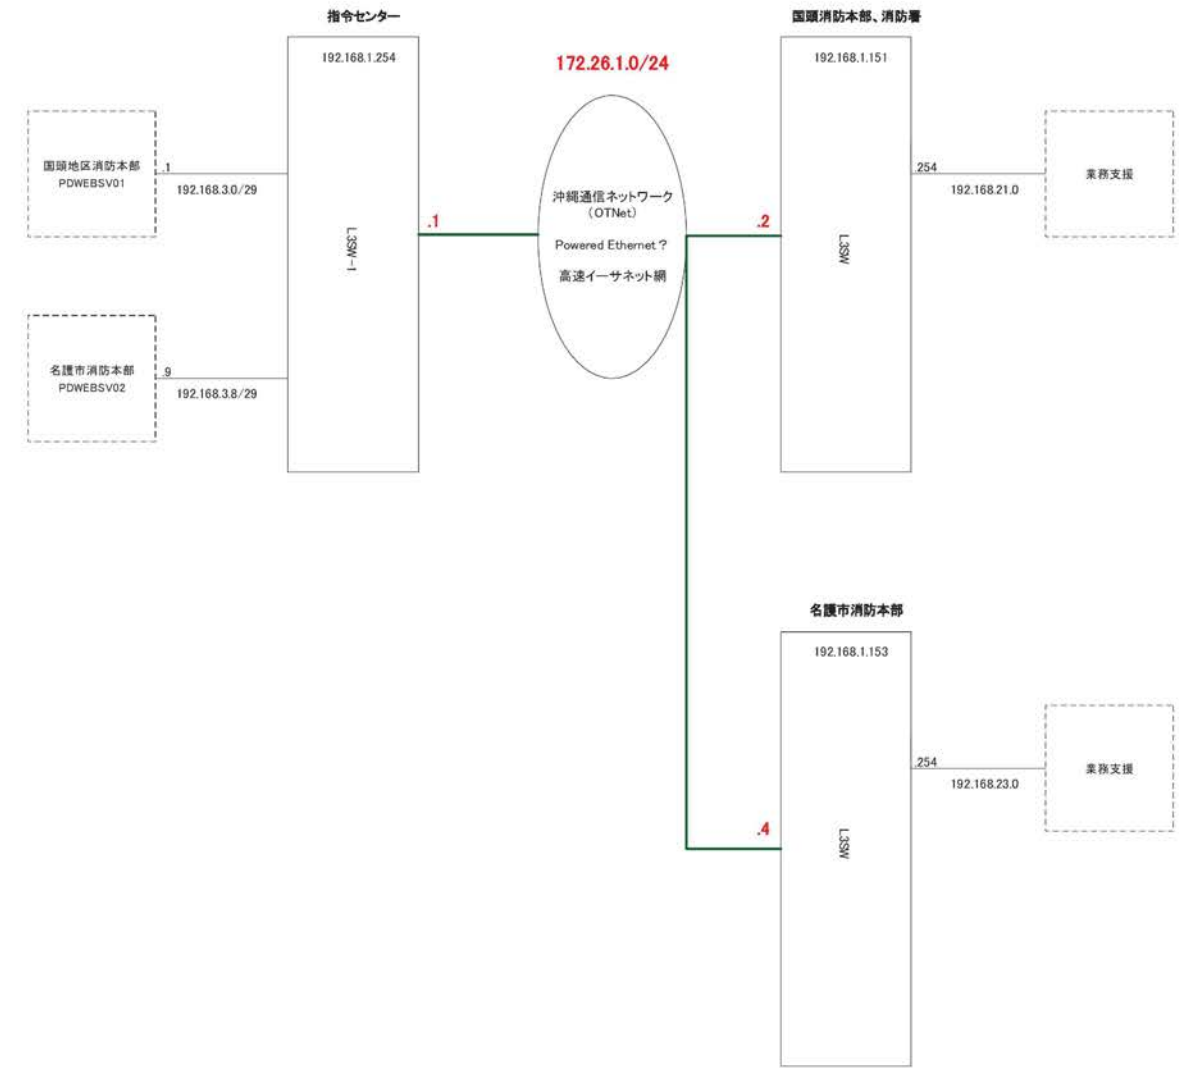 指令センター
192.168.1.254
L3SW-1
国頭地区消防本部
PDWEBSV01
.1
192.168.3.0/29
名護市消防本部
PDWEBSV02
.9
192.168.3.8/29
.1
172.26.1.0/24
沖縄通信ネットワーク
（OTNet）
Powered Ethernet？
高速イーサネット網
国頭消防本部、消防署
192.168.1.151
.2
L3SW
.254
192.168.21.0
業務支援
名護市消防本部
192.168.1.153
.4
L3SW
.254
192.168.23.0
業務支援